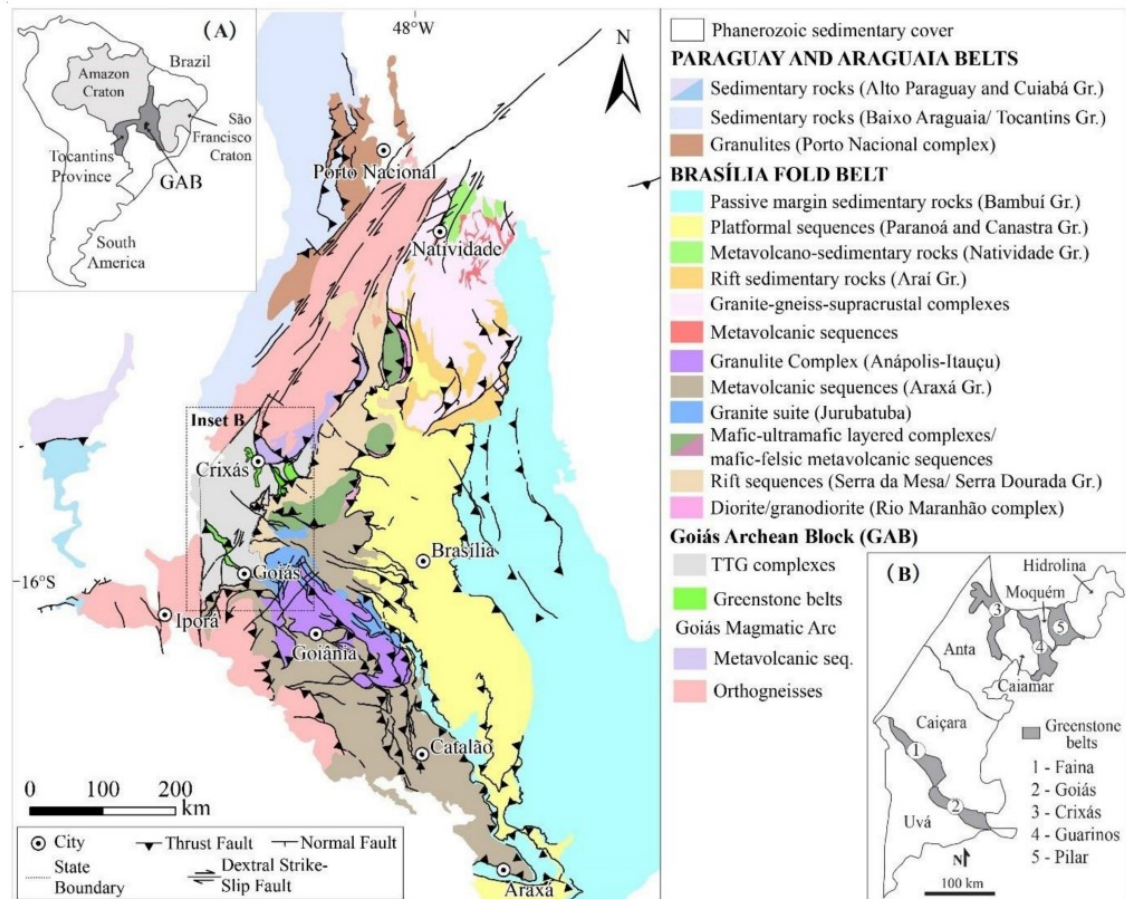 (A)
Brazil
Amazon
Craton
São
Francisco
Craton
Tocantins
Province
GAB
South
America
48°W
N
Porto Nacional
Natividade
Inset B
Crixás
Brasília
16°S
Goiás
Iporá
Goiânia
Catalão
Araxá
0 100 200
km
City
Thrust Fault
Normal Fault
State
Boundary
Dextral Strike-
Slip Fault
Phanerozoic sedimentary cover
PARAGUAY AND ARAGUAIA BELTS
Sedimentary rocks (Alto Paraguay and Cuiabá Gr.)
Sedimentary rocks (Baixo Araguaia/ Tocantins Gr.)
Granulites (Porto Nacional complex)
BRASÍLIA FOLD BELT
Passive margin sedimentary rocks (Bambuí Gr.)
Platformal sequences (Paranoá and Canastra Gr.)
Metavolcano-sedimentary rocks (Natividade Gr.)
Rift sedimentary rocks (Araí Gr.)
Granite-gneiss-supracrustal complexes
Metavolcanic sequences
Granulite Complex (Anápolis-Itauçu)
Metavolcanic sequences (Araxá Gr.)
Granite suite (Jurubatuba)
Mafic-ultramafic layered complexes/
mafic-felsic metavolcanic sequences
Rift sequences (Serra da Mesa/ Serra Dourada Gr.)
Diorite/granodiorite (Rio Maranhão complex)
Goiás Archean Block (GAB)
TTG complexes
Greenstone belts
Goiás Magmatic Arc
Metavolcanic seq.
Orthogneisses
(B)
Hidrolina
Moquém
3
5
4
Anta
Caiamar
Caiçara
1
2
Uvá
Greenstone
belts
1 - Faina
2 - Goiás
3 - Crixás
4 - Guarinos
5 - Pilar
N
100 km